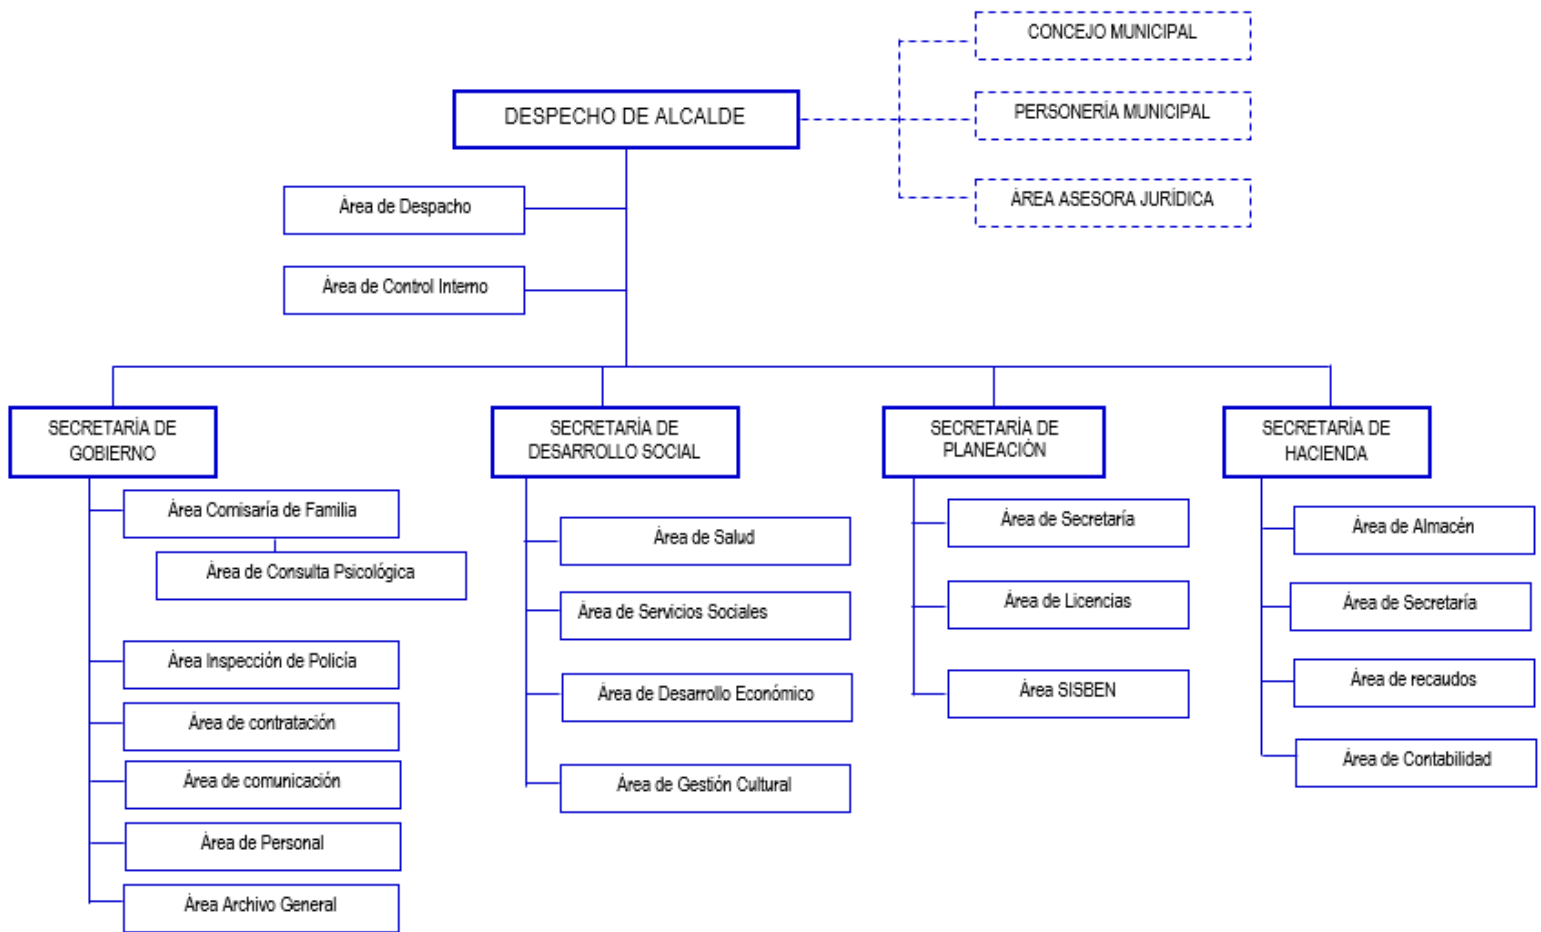 CONCEJO MUNICIPAL
DESPECHO DE ALCALDE
PERSONERÍA MUNICIPAL
ÁREA ASESORA JURÍDICA
Área de Despacho
Área de Control Interno
SECRETARÍA DE
GOBIERNO
Área Comisaría de Familia
Área de Consulta Psicológica
Área Inspección de Policía
Área de contratación
Área de comunicación
Área de Personal
Área Archivo General
SECRETARÍA DE
DESARROLLO SOCIAL
Área de Salud
Área de Servicios Sociales
Área de Desarrollo Económico
Área de Gestión Cultural
SECRETARÍA DE
PLANEACIÓN
Área de Secretaría
Área de Licencias
Área SISBEN
SECRETARÍA DE
HACIENDA
Área de Almacén
Área de Secretaría
Área de recaudos
Área de Contabilidad